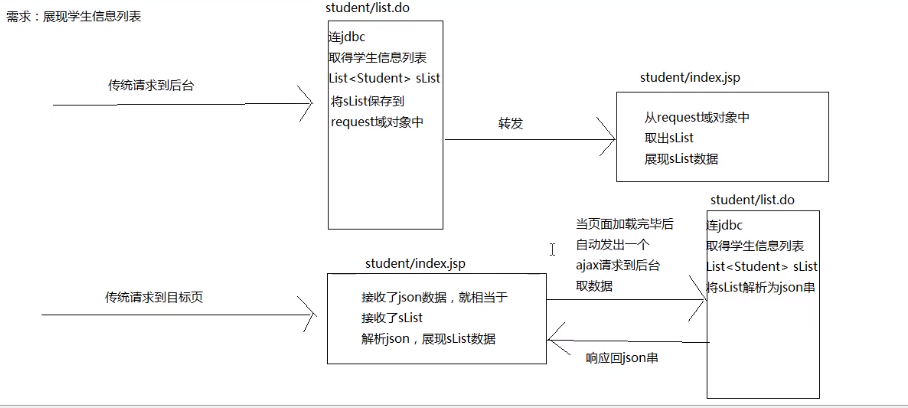 需求：展现学生信息列表
student/list.do
连jdbc
取得学生信息列表
List<Student> sList
将sList保存到
request域对象中
传统请求到后台
转发
student/index.jsp
从request域对象中
取出sList
展现sList数据
传统请求到目标页
student/index.jsp
接收了json数据，就相当于
接收了sList
解析json，展现sList数据
当页面加载完毕后
自动发出一个
ajax请求到后台
取数据
student/list.do
连jdbc
取得学生信息列表
List<Student> sList
将sList解析为json串
响应回json串